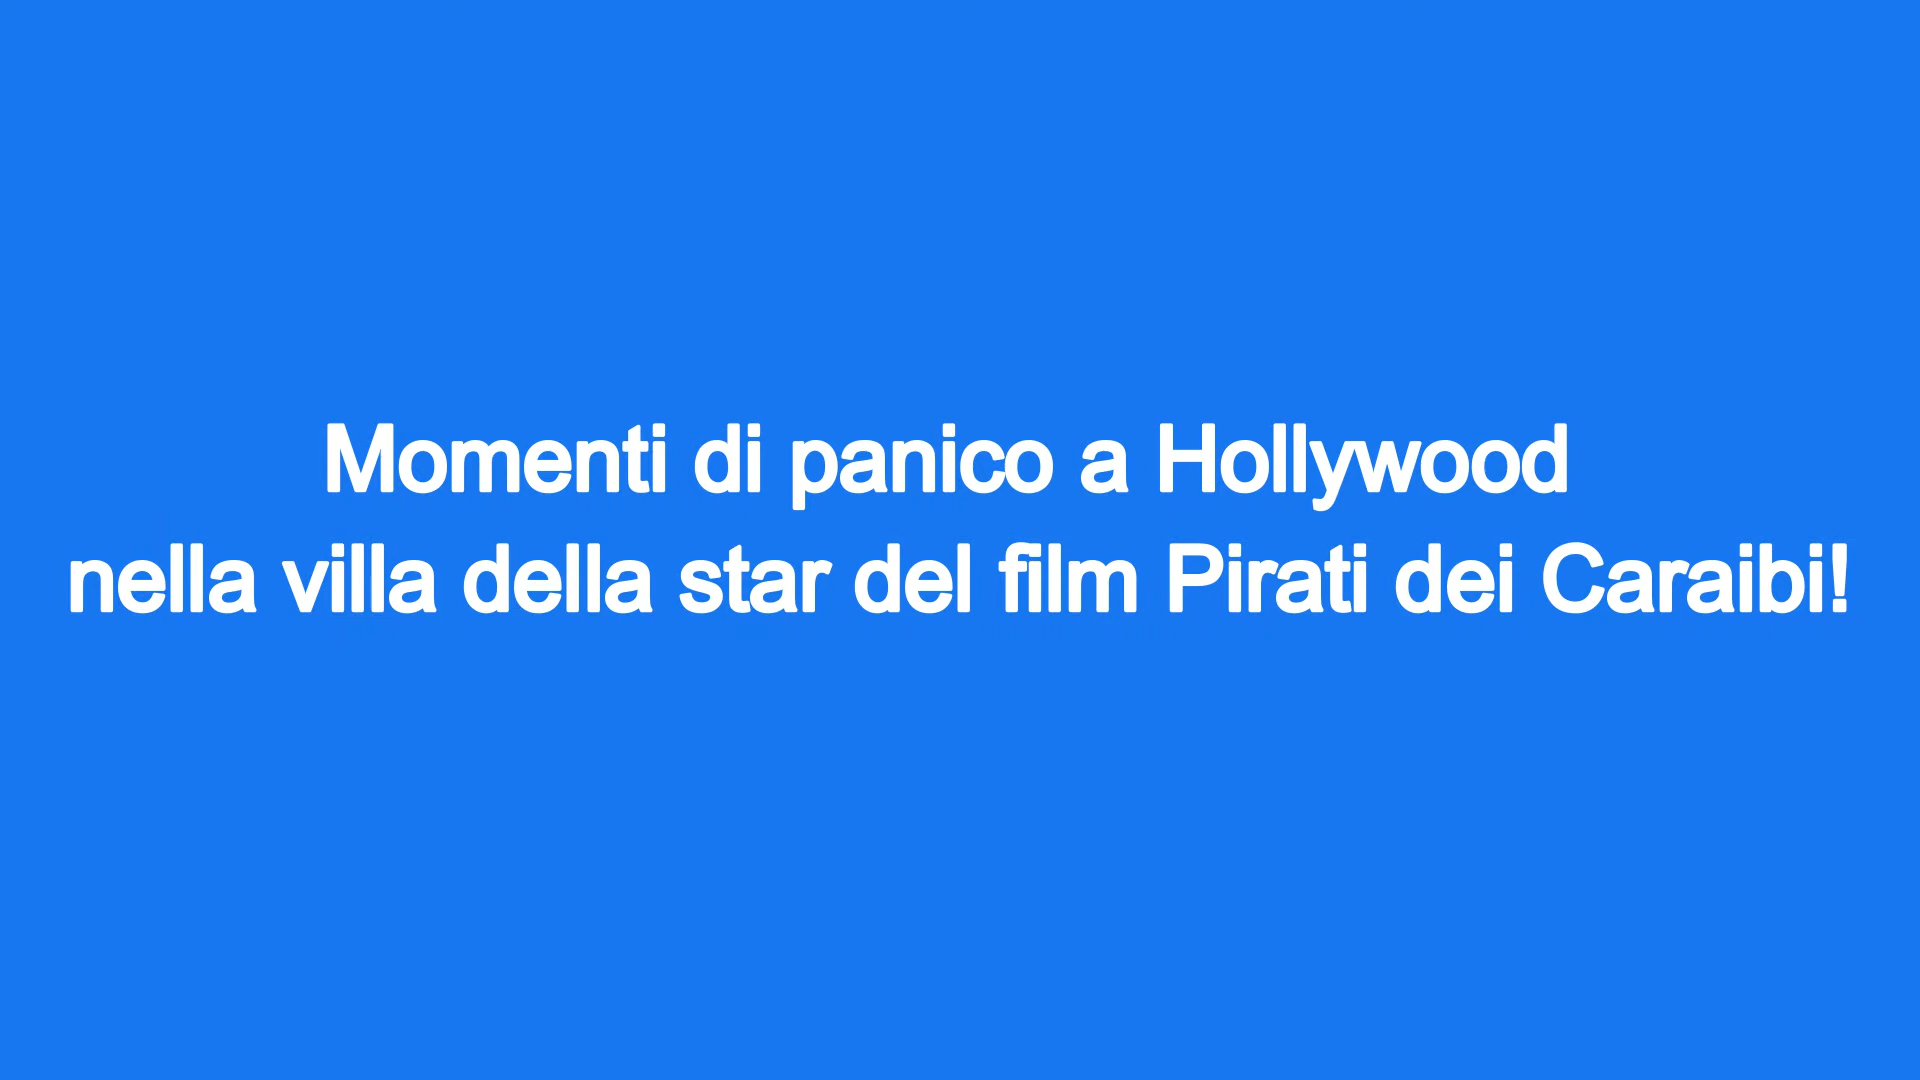 Momenti di panico a Hollywood
nella villa della star del film Pirati dei Caraibi!